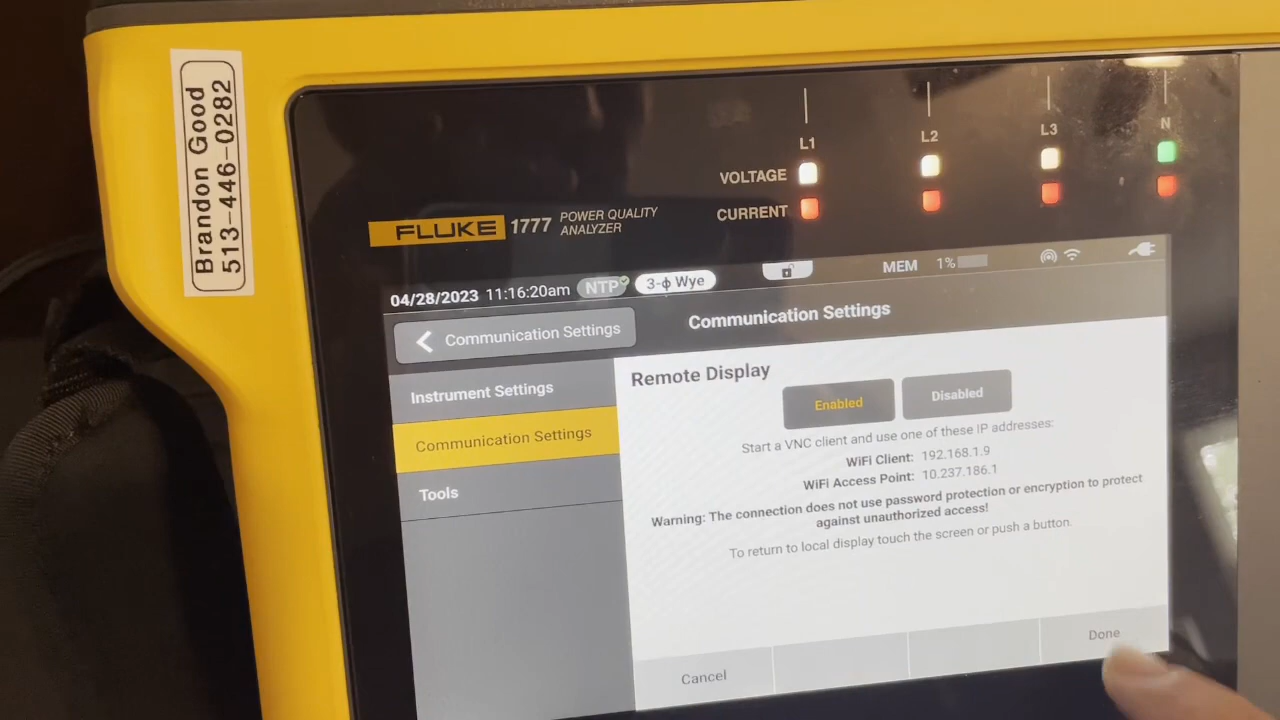 Brandon Good
513-446-0282
L1
L2
L3
N
VOLTAGE
CURRENT
FLUKE 1777 POWER QUALITY
ANALYZER
04/28/2023 11:16:20am NTP 3-ϕ Wye MEM 1%
Communication Settings
Communication Settings
Instrument Settings
Communication Settings
Tools
Remote Display
Enabled
Disabled
Start a VNC client and use one of these IP addresses:
WiFi Client: 192.168.1.9
WiFi Access Point: 10.237.186.1
Warning: The connection does not use password protection or encryption to protect
against unauthorized access!
To return to local display touch the screen or push a button.
Cancel
Done